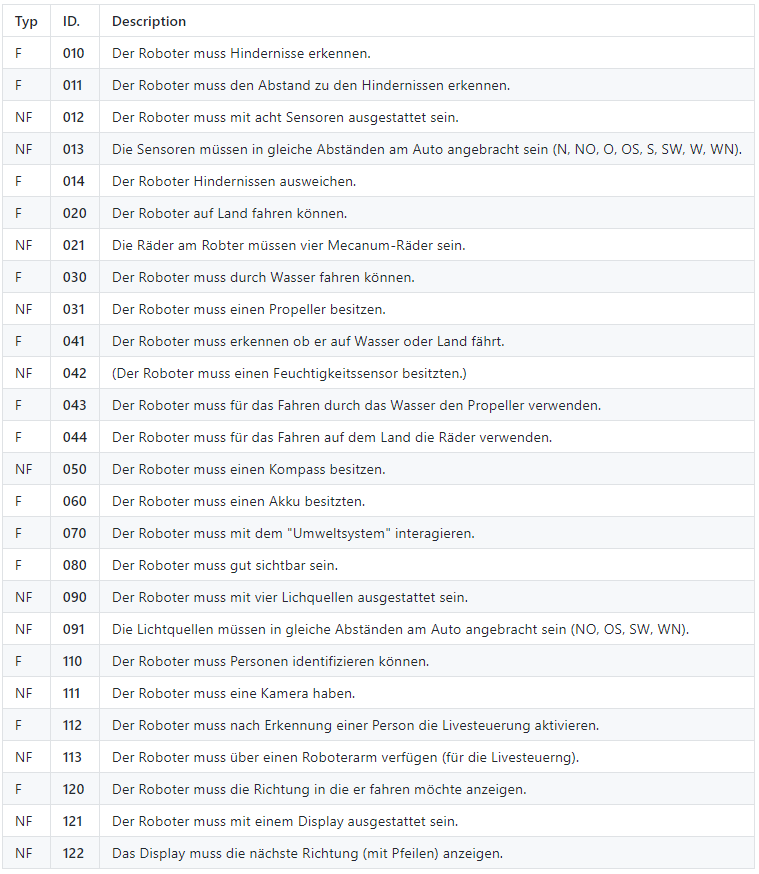 Typ ID. Description
F 010 Der Roboter muss Hindernisse erkennen.
F 011 Der Roboter muss den Abstand zu den Hindernissen erkennen.
NF 012 Der Roboter muss mit acht Sensoren ausgestattet sein.
NF 013 Die Sensoren müssen in gleiche Abständen am Auto angebracht sein (N, NO, O, OS, S, SW, W, WN).
F 014 Der Roboter Hindernissen ausweichen.
F 020 Der Roboter auf Land fahren können.
NF 021 Die Räder am Robter müssen vier Mecanum-Räder sein.
F 030 Der Roboter muss durch Wasser fahren können.
NF 031 Der Roboter muss einen Propeller besitzen.
F 041 Der Roboter muss erkennen ob er auf Wasser oder Land fährt.
NF 042 (Der Roboter muss einen Feuchtigkeitssensor besitzten.)
F 043 Der Roboter muss für das Fahren durch das Wasser den Propeller verwenden.
F 044 Der Roboter muss für das Fahren auf dem Land die Räder verwenden.
NF 050 Der Roboter muss einen Kompass besitzen.
F 060 Der Roboter muss einen Akku besitzten.
F 070 Der Roboter muss mit dem "Umweltsystem" interagieren.
F 080 Der Roboter muss gut sichtbar sein.
NF 090 Der Roboter muss mit vier Lichquellen ausgestattet sein.
NF 091 Die Lichtquellen müssen in gleiche Abständen am Auto angebracht sein (NO, OS, SW, WN).
F 110 Der Roboter muss Personen identifizieren können.
NF 111 Der Roboter muss eine Kamera haben.
F 112 Der Roboter muss nach Erkennung einer Person die Livesteuerung aktivieren.
NF 113 Der Roboter muss über einen Roboterarm verfügen (für die Livesteuerng).
F 120 Der Roboter muss die Richtung in die er fahren möchte anzeigen.
NF 121 Der Roboter muss mit einem Display ausgestattet sein.
NF 122 Das Display muss die nächste Richtung (mit Pfeilen) anzeigen.